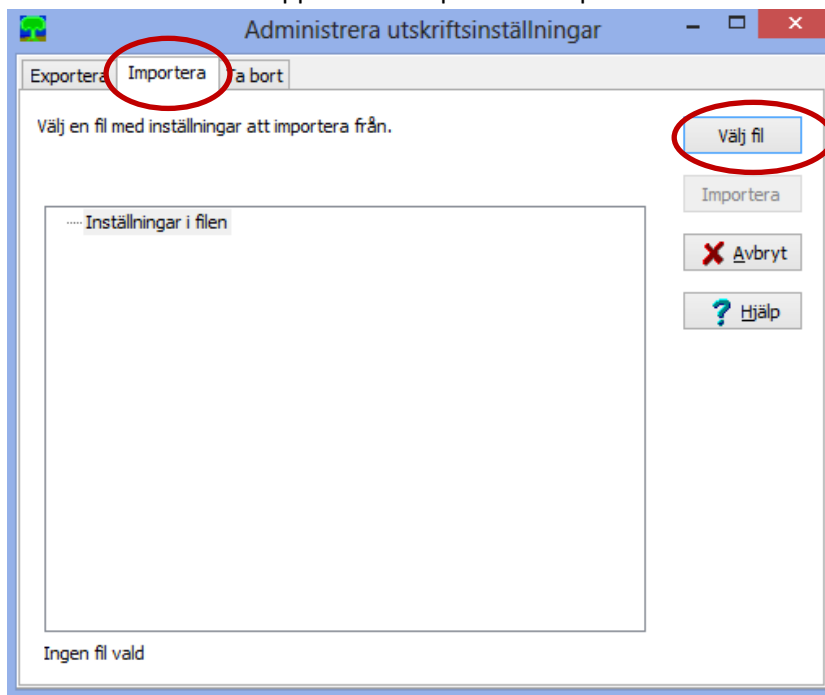 Administrera utskriftsinställningar
Exportera Importera Ta bort
Välj en fil med inställningar att importera från.
Välj fil
Importera
Inställningar i filen
Avbryt
Hjälp
Ingen fil vald